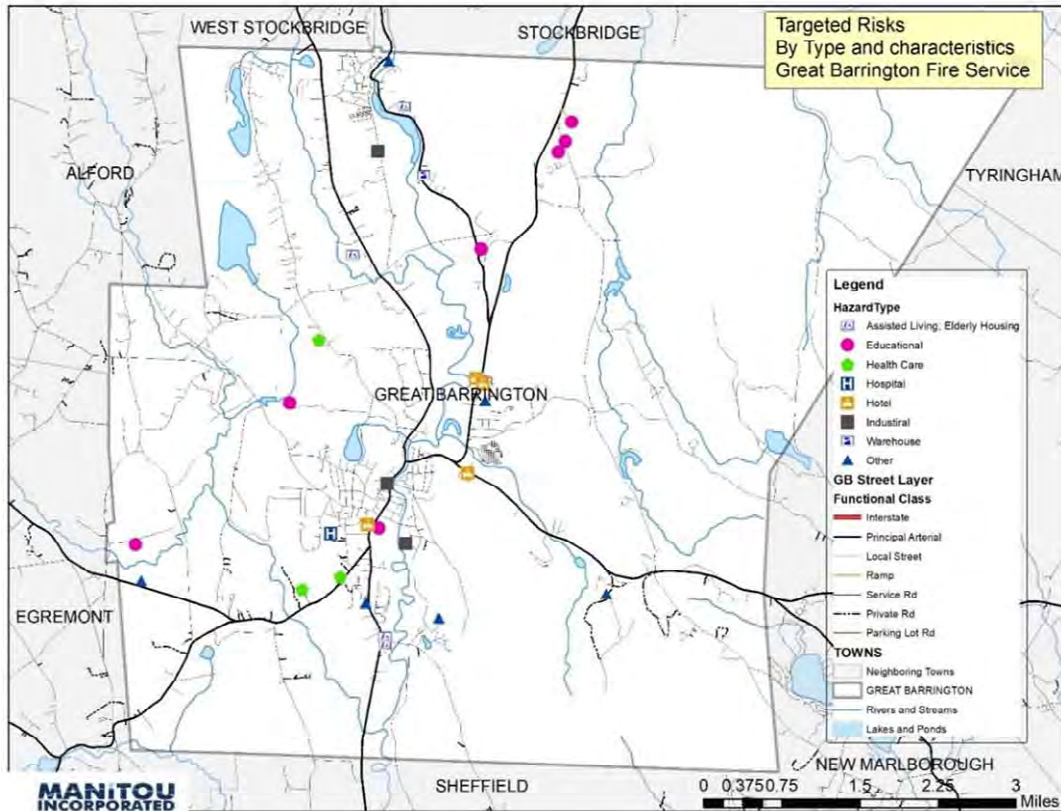 WEST STOCKBRIDGE
STOCKBRIDGE
Targeted Risks
By Type and characteristics
Great Barrington Fire Service
ALFORD
TYRINGHAM
GREAT BARRINGTON
EGREMONT
Legend
HazardType
Assisted Living, Elderly Housing
Educational
Health Care
H Hospital
Hotel
Industiral
Warehouse
Other
GB Street Layer
Functional Class
Interstate
Principal Arterial
Local Street
Ramp
Service Rd
Private Rd
Parking Lot Rd
TOWNS
Neighboring Towns
GREAT BARRINGTON
Rivers and Streams
Lakes and Ponds
H
NEW MARLBOROUGH
SHEFFIELD
MANITOU
INCORPORATED
0 0.3750.75 1.5 2.25 3
Miles